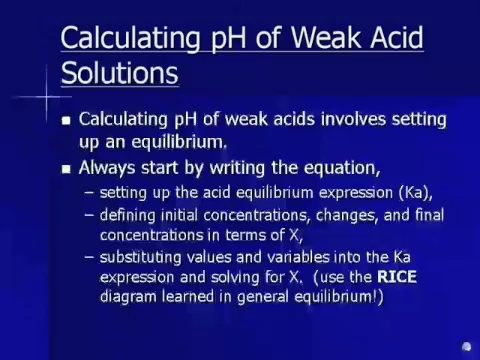 Calculating pH of Weak Acid
Solutions
■ Calculating pH of weak acids involves setting
up an equilibrium.
■ Always start by writing the equation,
– setting up the acid equilibrium expression (Ka),
– defining initial concentrations, changes, and final
concentrations in terms of X,
– substituting values and variables into the Ka
expression and solving for X. (use the RICE
diagram learned in general equilibrium!)